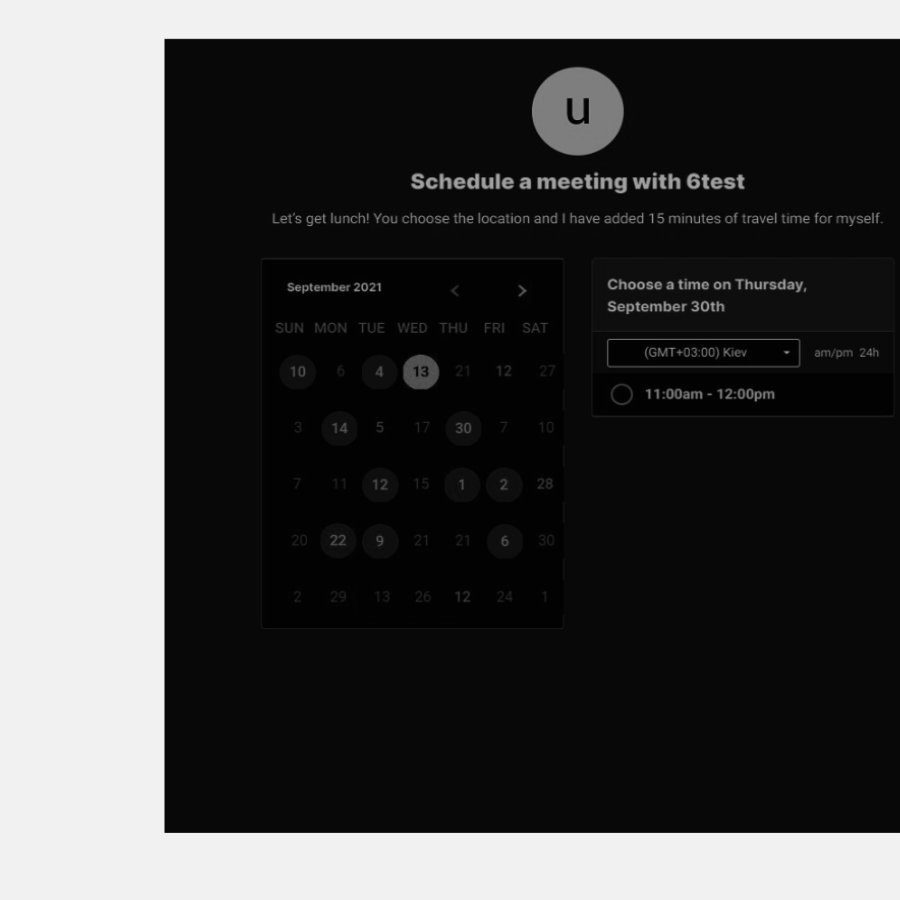 u
Schedule a meeting with 6test
Let's get lunch! You choose the location and I have added 15 minutes of travel time for myself.
September 2021
SUN MON TUE WED THU FRI SAT
10 6 4 13 21 12 27
3 14 5 17 30 7 10
7 11 12 15 1 2 28
20 22 9 21 21 6 30
2 29 13 26 12 24 1
Choose a time on Thursday,
September 30th
(GMT+03:00) Kiev am/pm 24h
11:00am - 12:00pm